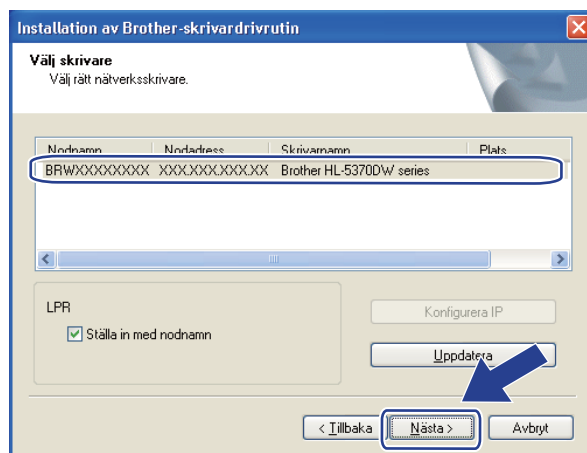 Installation av Brother-skrivardrivrutin
Välj skrivare
Välj rätt nätverksskrivare.
Nodnamn Nodadress Skrivarnamn Plats
BRWXXXXXXXX XXX.XXX.XXX.XX Brother HL-5370DW series
LPR
Konfigurera IP
Ställa in med nodnamn
Uppdatera
< Tillbaka Nästa > Avbryt